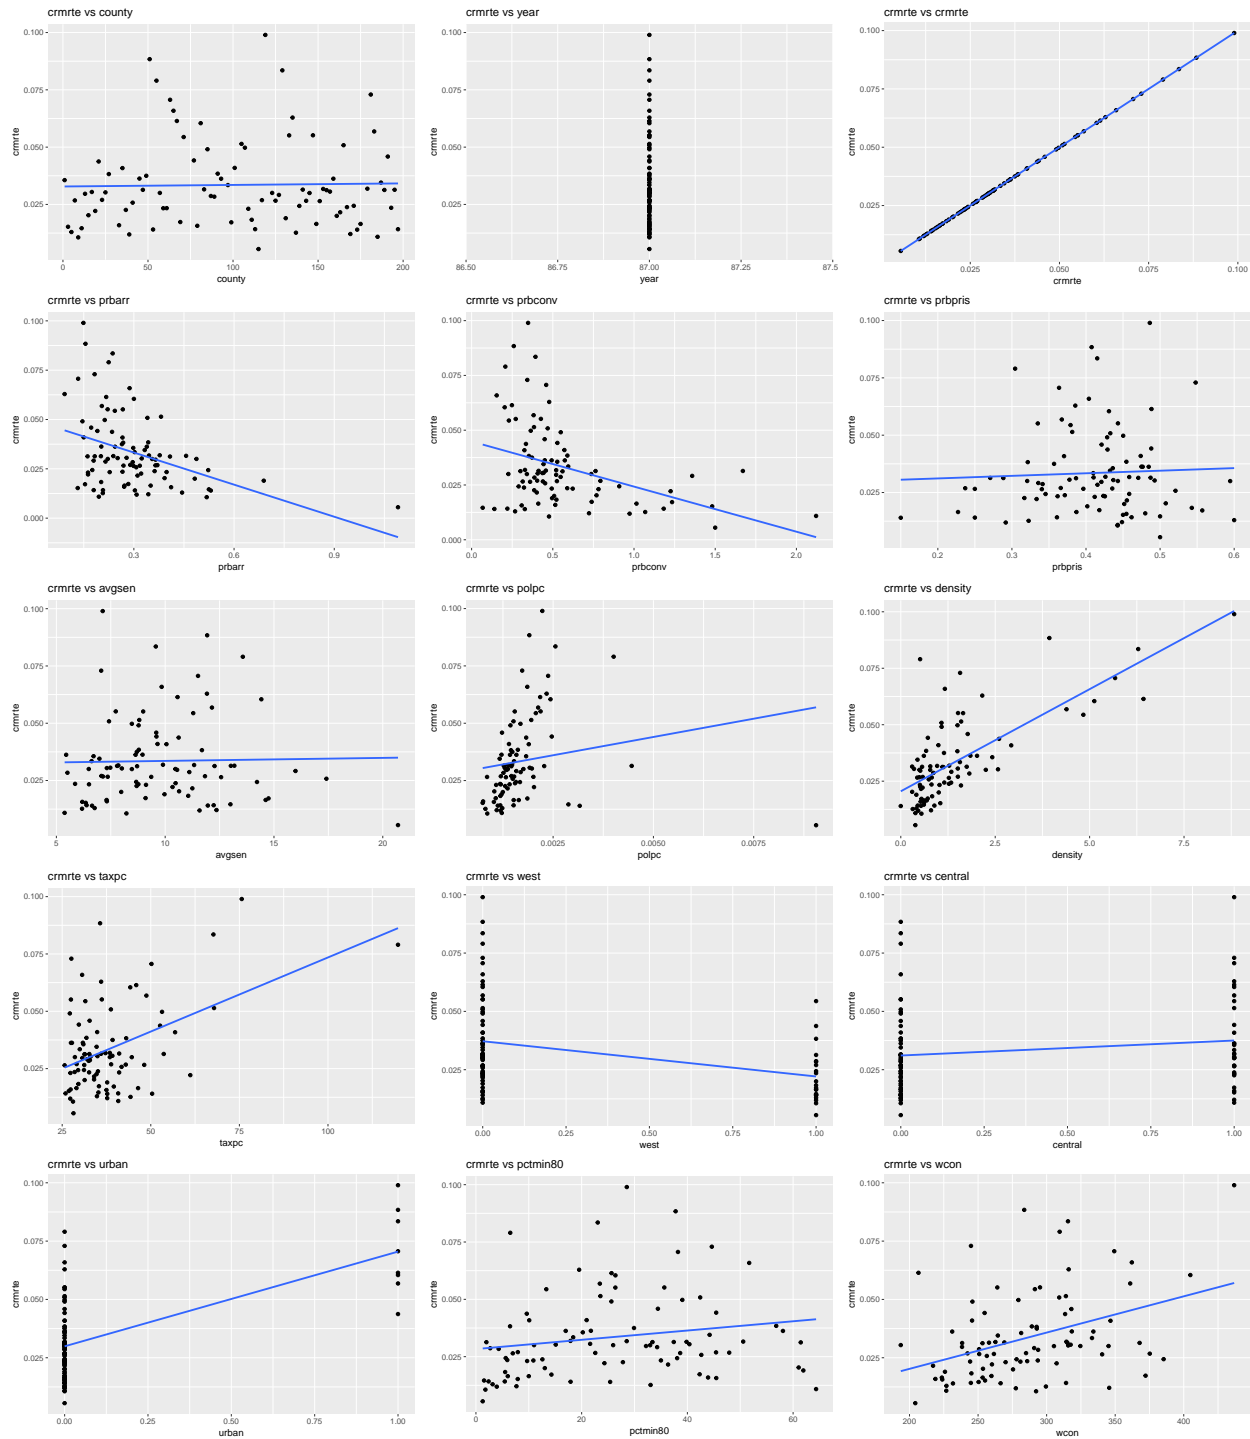 crmrte vs county
crmrte vs year
crmrte vs crmrte
0.100
0.075
0.050
0.025
crmrte
0
50
100
150
200
county
0.100
0.075
0.050
0.025
crmrte
86.50
86.75
87.00
87.25
87.5
year
0.100
0.075
0.050
0.025
crmrte
0.025
0.050
0.075
0.100
crmrte
crmrte vs prbarr
crmrte vs prbconv
crmrte vs prbpris
0.100
0.075
0.050
0.025
0.000
crmrte
0.3
0.6
0.9
prbarr
0.100
0.075
0.050
0.025
0.000
crmrte
0.0
0.5
1.0
1.5
2.0
prbconv
0.100
0.075
0.050
0.025
crmrte
0.2
0.3
0.4
0.5
0.6
prbpris
crmrte vs avgsen
crmrte vs polpc
crmrte vs density
0.100
0.075
0.050
0.025
crmrte
5
10
15
20
avgsen
0.100
0.075
0.050
0.025
crmrte
0.0025
0.0050
0.0075
polpc
0.100
0.075
0.050
0.025
crmrte
0.0
2.5
5.0
7.5
density
crmrte vs taxpc
crmrte vs west
crmrte vs central
0.100
0.075
0.050
0.025
crmrte
25
50
75
100
taxpc
0.100
0.075
0.050
0.025
crmrte
0.00
0.25
0.50
0.75
1.00
west
0.100
0.075
0.050
0.025
crmrte
0.00
0.25
0.50
0.75
1.00
central
crmrte vs urban
crmrte vs pctmin80
crmrte vs wcon
0.100
0.075
0.050
0.025
crmrte
0.00
0.25
0.50
0.75
1.00
urban
0.100
0.075
0.050
0.025
crmrte
0
20
40
60
pctmin80
0.100
0.075
0.050
0.025
crmrte
200
250
300
350
400
wcon